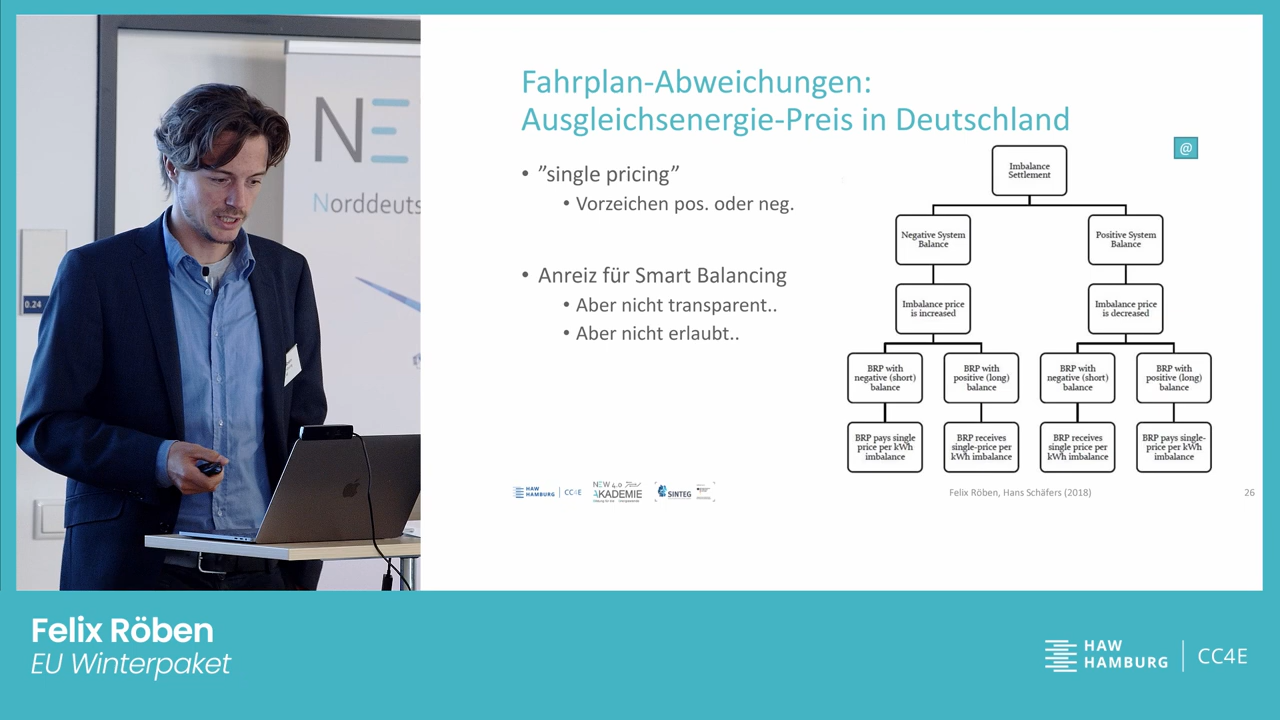 NE
Norddeuts
0.24
Fahrplan-Abweichungen:
Ausgleichsenergie-Preis in Deutschland
@
• ”single pricing”
• Vorzeichen pos. oder neg.
• Anreiz für Smart Balancing
• Aber nicht transparent..
• Aber nicht erlaubt..
Imbalance
Settlement
Negative System
Balance
Positive System
Balance
Imbalance price
is increased
Imbalance price
is decreased
BRP with
negative (short)
balance
BRP with
positive (long)
balance
BRP with
negative (short)
balance
BRP with
positive (long)
balance
BRP pays single
price per kWh
imbalance
BRP receives
single-price per
kWh imbalance
BRP receives
single price per
kWh imbalance
BRP pays single-
price per kWh
imbalance
HAW
HAMBURG
CC4E
NEW 4.0
AKADEMIE
SINTEG
Felix Röben, Hans Schäfers (2018)
26
Felix Röben
EU Winterpaket
HAW
HAMBURG
CC4E